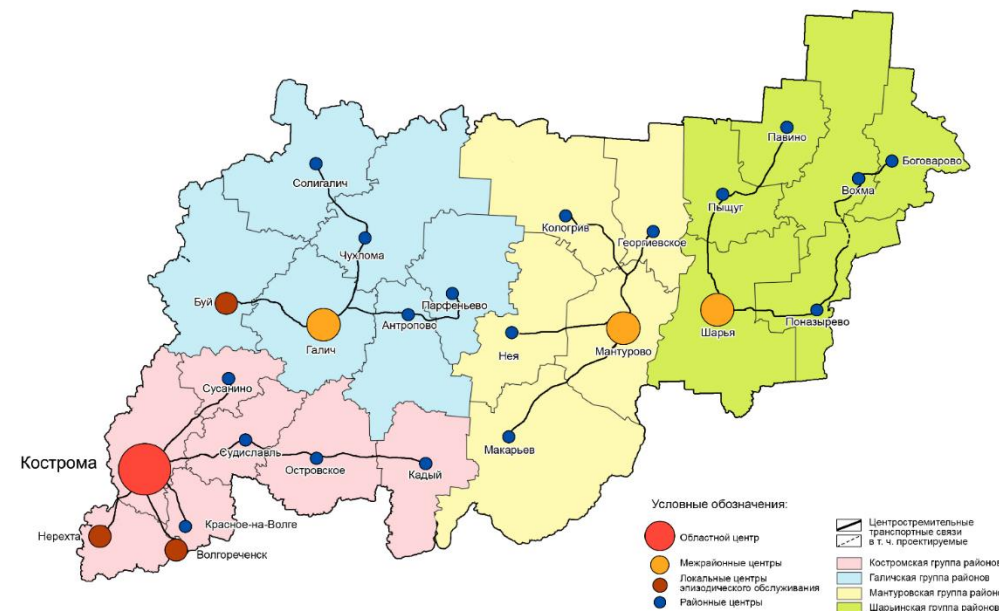 Павино
Боговарово
Вохма
Солигалич
Пыщуг
Кологрив
Георгиевское
Чухлома
Буй
Парфеньево
Антропово
Галич
Шарья
Поназырево
Нея
Мантурово
Сусанино
Макарьев
Судиславль
Островское
Кадый
Кострома
Красное-на-Волге
Нерехта
Волгореченск
Условные обозначения:
Областной центр
Межрайонные центры
Локальные центры
эпизодического обслуживания
Районные центры
Центростремительные
транспортные связи
в т. ч. проектируемые
Костромская группа районов
Галичская группа районов
Мантуровская группа районов
Шарьинская группа районов